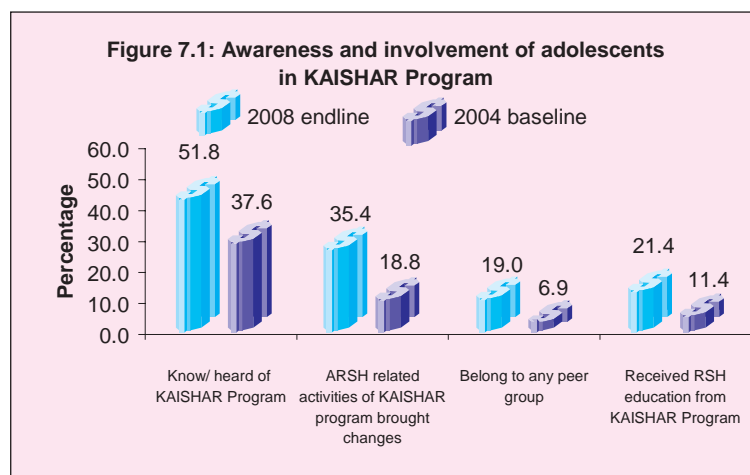 Figure 7.1: Awareness and involvement of adolescents
in KAISHAR Program
2008 endline
2004 baseline
Percentage
60.0
50.0
40.0
30.0
20.0
10.0
0.0
51.8
37.6
35.4
18.8
19.0
6.9
21.4
11.4
Know/ heard of
KAISHAR Program
ARSH related
activities of KAISHAR
program brought
changes
Belong to any peer
group
Received RSH
education from
KAISHAR Program